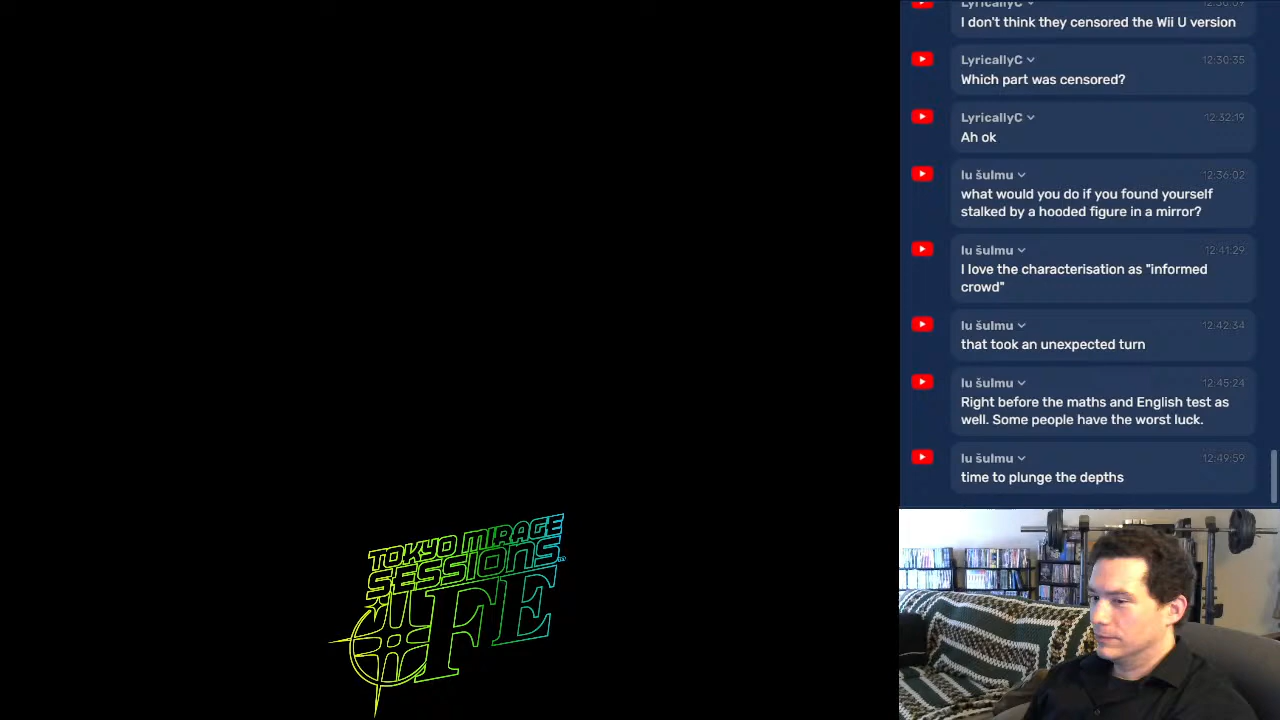 LyricallyC
I don't think they censored the Wii U version
LyricallyC 12:30:35
Which part was censored?
LyricallyC 12:32:19
Ah ok
lu šulmu 12:36:02
what would you do if you found yourself
stalked by a hooded figure in a mirror?
lu šulmu 12:41:29
I love the characterisation as "informed
crowd"
lu šulmu 12:42:34
that took an unexpected turn
lu šulmu 12:45:24
Right before the maths and English test as
well. Some people have the worst luck.
lu šulmu 12:49:59
time to plunge the depths
TOKYO MIRAGE
SESSIONS
#FE